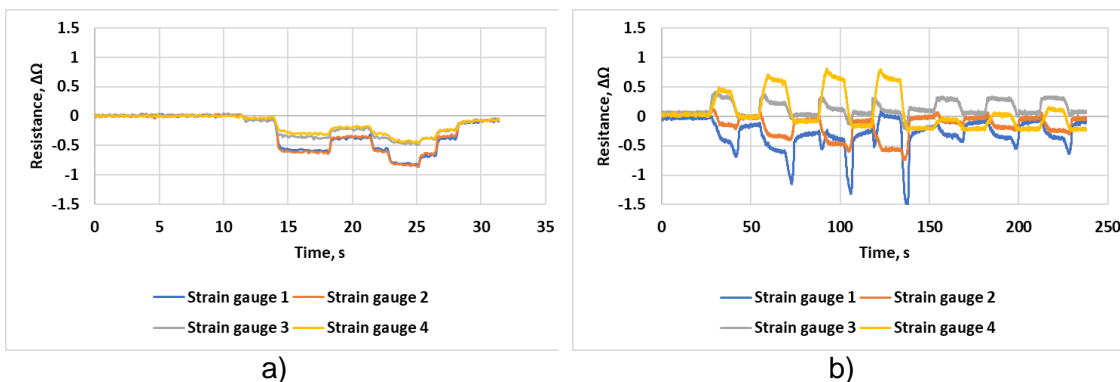 1.5
1
0.5
0
-0.5
-1
-1.5
Resistance, ΔΩ
0 5 10 15 20 25 30 35
Time, s
Strain gauge 1 Strain gauge 2
Strain gauge 3 Strain gauge 4
a)
1.5
1
0.5
0
-0.5
-1
-1.5
Resitance, ΔΩ
0 50 100 150 200 250
Time, s
Strain gauge 1 Strain gauge 2
Strain gauge 3 Strain gauge 4
b)